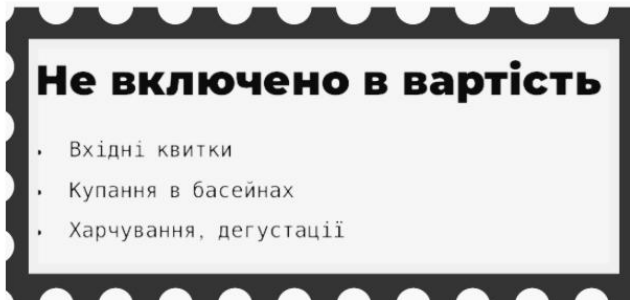 Не включено в вартість
· Вхідні квитки
· Купання в басейнах
· Харчування, дегустації